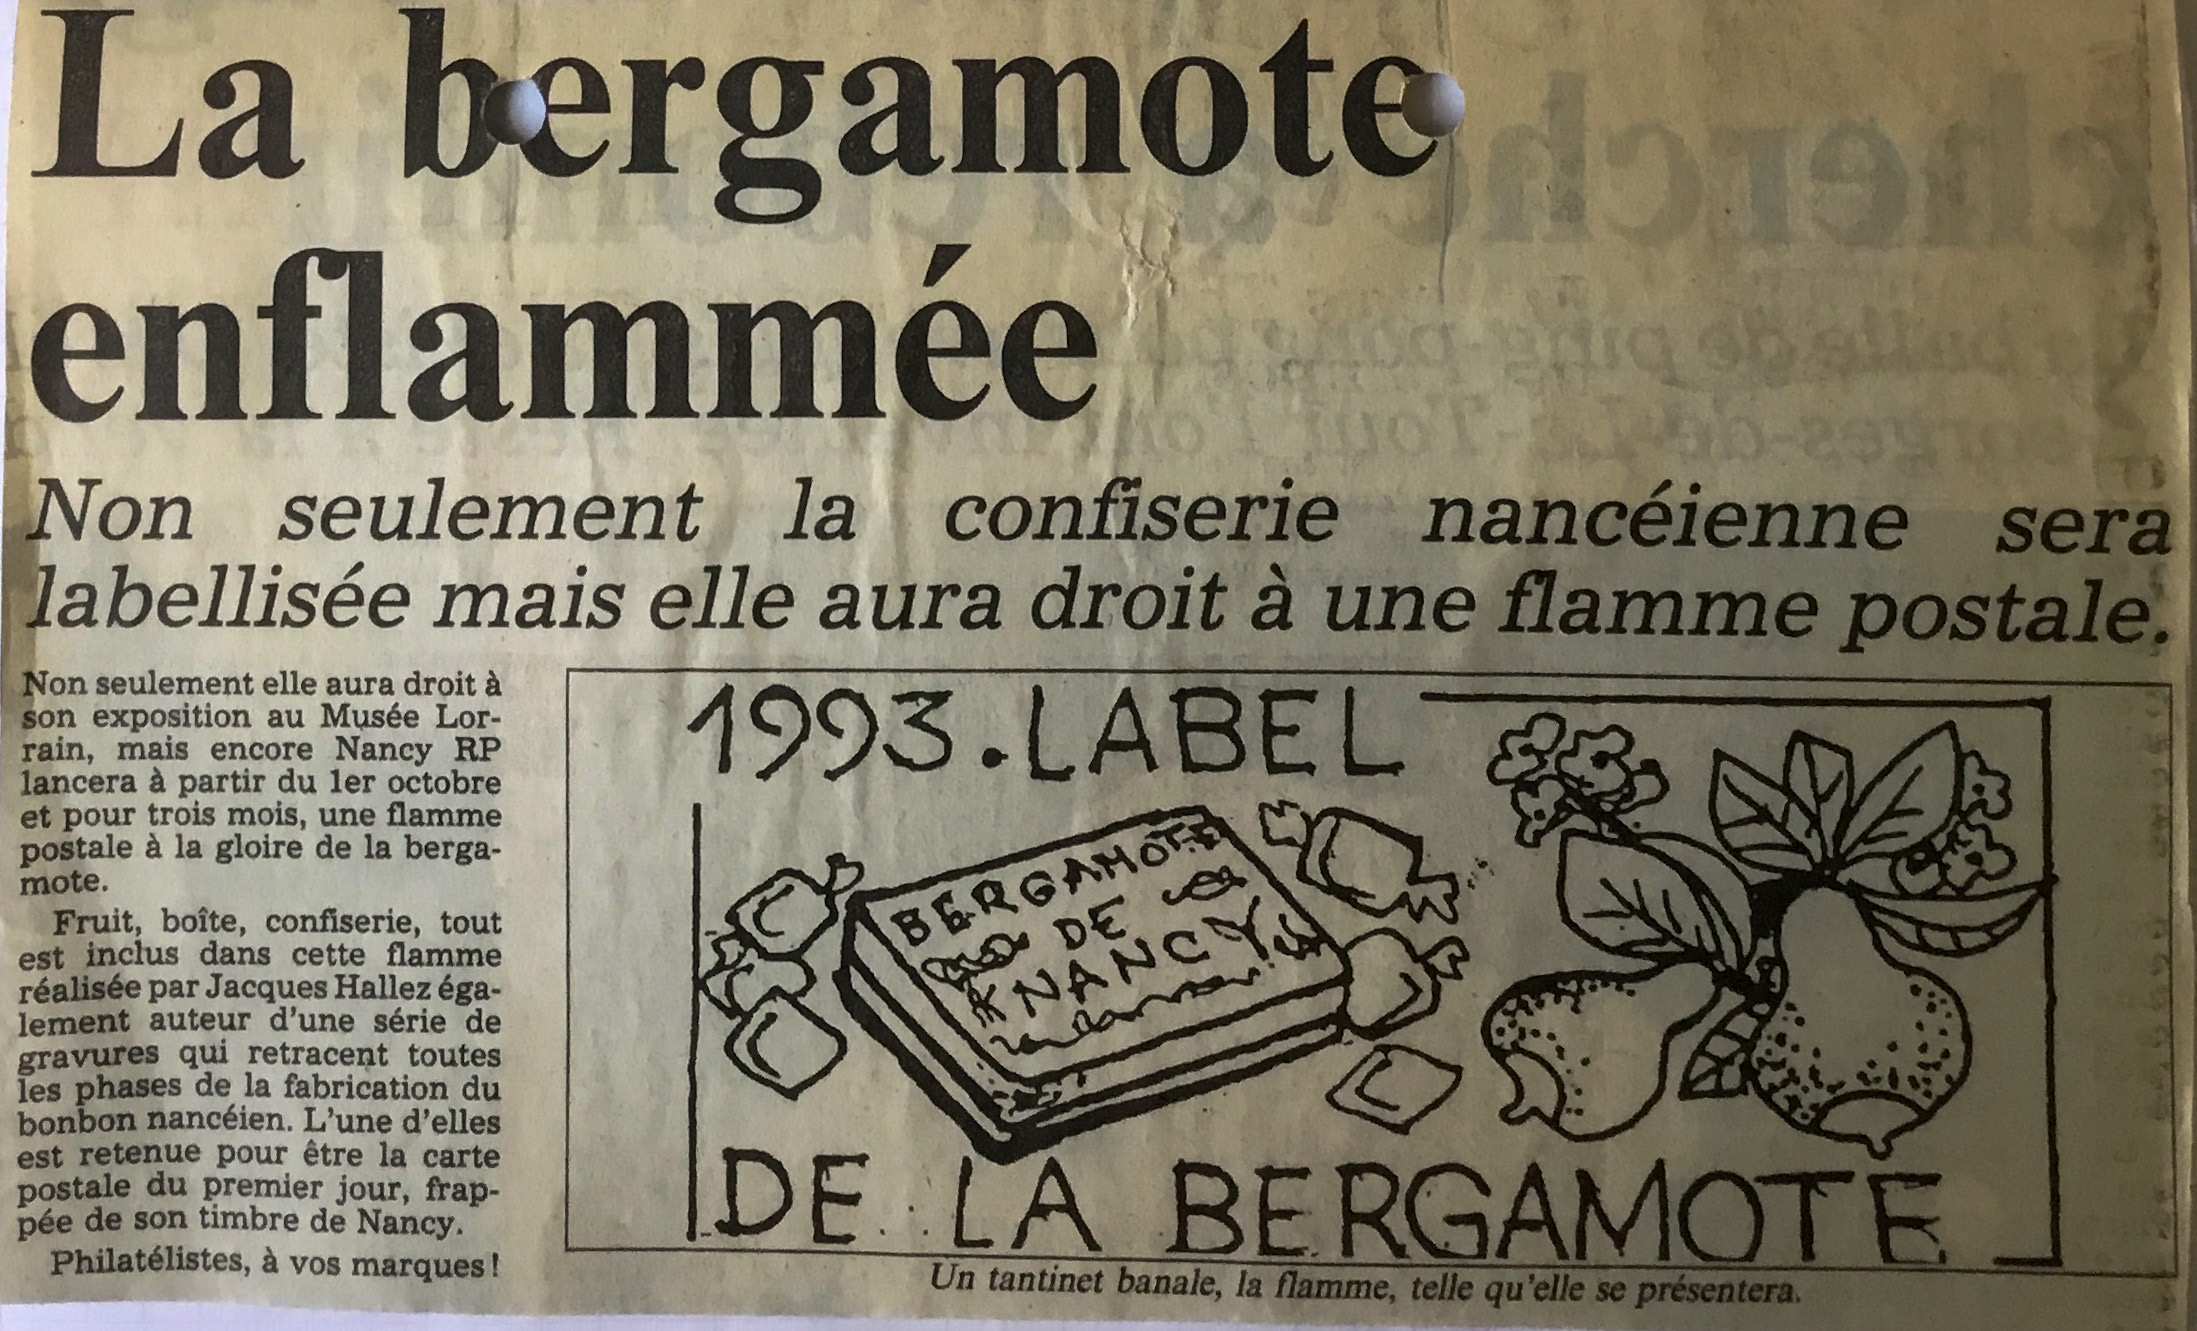 La bergamote
enflammée
Non seulement la confiserie nancéienne sera
labellisée mais elle aura droit à une flamme postale.
Non seulement elle aura droit à
son exposition au Musée Lor-
rain, mais encore Nancy RP
lancera à partir du 1er octobre
et pour trois mois, une flamme
postale à la gloire de la berga-
mote.
Fruit, boîte, confiserie, tout
est inclus dans cette flamme
réalisée par Jacques Hallez éga-
lement auteur d'une série de
gravures qui retracent toutes
les phases de la fabrication du
bonbon nancéien. L'une d'elles
est retenue pour être la carte
postale du premier jour, frap-
pée de son timbre de Nancy.
Philatélistes, à vos marques !
1993. LABEL
BERGAMOTE
DE
NANCY
DE LA BERGAMOTE
Un tantinet banale, la flamme, telle qu'elle se présentera.